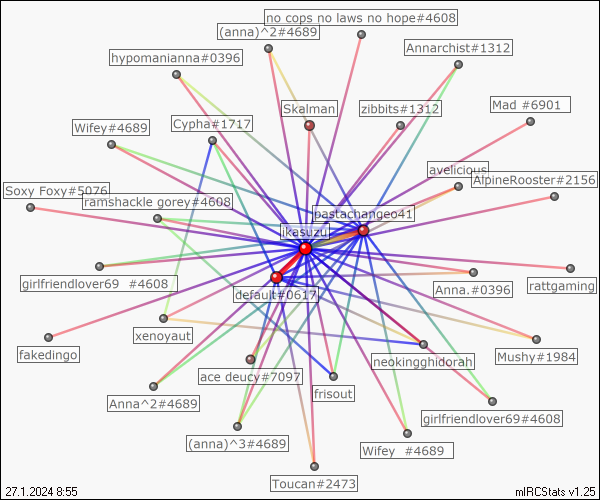 no cops no laws no hope#4608
(anna)^2#4689
Annarchist#1312
hypomanianna#0396
Skalman
zibbits#1312
Mad #6901
Wifey#4689
Cypha#1717
avelicious
AlpineRooster#2156
Soxy Foxy#5076
ramshackle gorey#4608
bastachangeo41
ikasuzu
girlfriendlover69 #4608
default#0617
Anna.#0396
rattgaming
xenoyaut
fakedingo
neokingghidorah
Mushy#1984
ace deucy#7097
frisout
Anna^2#4689
girlfriendlover69#4608
(anna)^3#4689
Wifey #4689
Toucan#2473
27.1.2024 8:55
mIRCStats v1.25